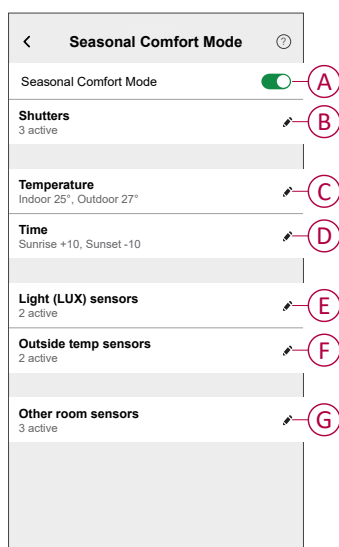 Seasonal Comfort Mode ?
Seasonal Comfort Mode A
Shutters
3 active B
Temperature
Indoor 25°, Outdoor 27° C
Time
Sunrise +10, Sunset -10 D
Light (LUX) sensors
2 active E
Outside temp sensors
2 active F
Other room sensors
3 active G